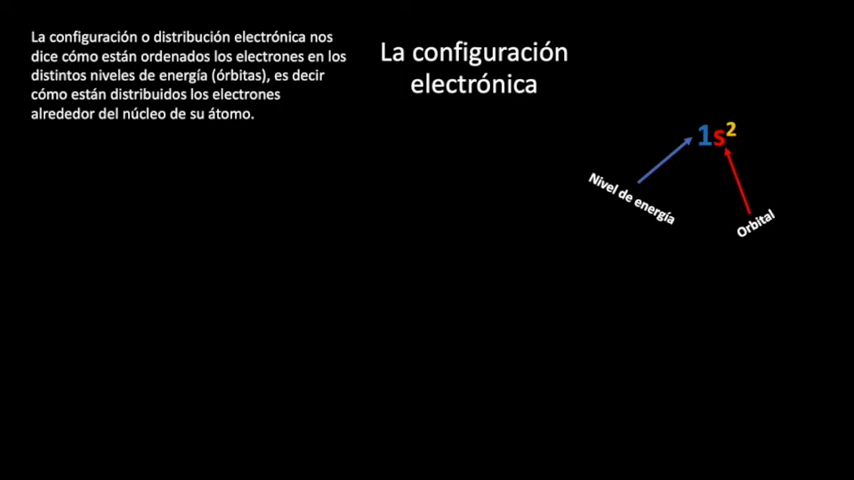 La configuración o distribución electrónica nos
dice cómo están ordenados los electrones en los
distintos niveles de energía (órbitas), es decir
cómo están distribuidos los electrones
alrededor del núcleo de su átomo.
La configuración
electrónica
1s²
Nivel de energía
Orbital